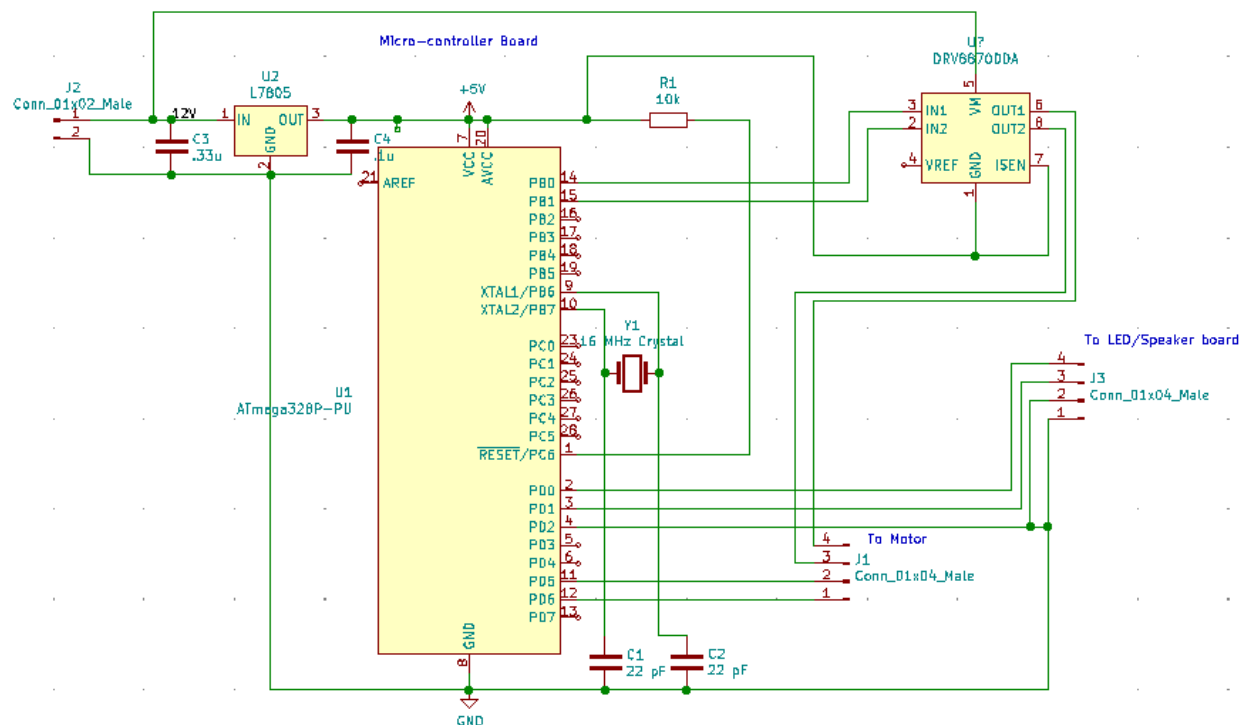 Micro-controller Board
U?
DRV8870DDA
J2
Conn_01x02_Male
1
2
12V
U2
L7805
1 IN OUT 3
GND
2
C3
.33u
C4
.1u
+5V
R1
10k
7
VCC
20
AVCC
21 AREF
U1
ATmega328P-PU
PB0 14
PB1 15
PB2 16
PB3 17
PB4 18
PB5 19
XTAL1/PB6 9
XTAL2/PB7 10
PC0 23
PC1 24
PC2 25
PC3 26
PC4 27
PC5 28
RESET/PC6 1
PD0 2
PD1 3
PD2 4
PD3 5
PD4 6
PD5 11
PD6 12
PD7 13
GND
8
GND
Y1
16 MHz Crystal
C1
22 pF
C2
22 pF
5
VM
3 IN1 OUT1 6
2 IN2 OUT2 8
4 VREF ISEN 7
GND
1
To LED/Speaker board
4
3
2
1
J3
Conn_01x04_Male
To Motor
4
3
2
1
J1
Conn_01x04_Male